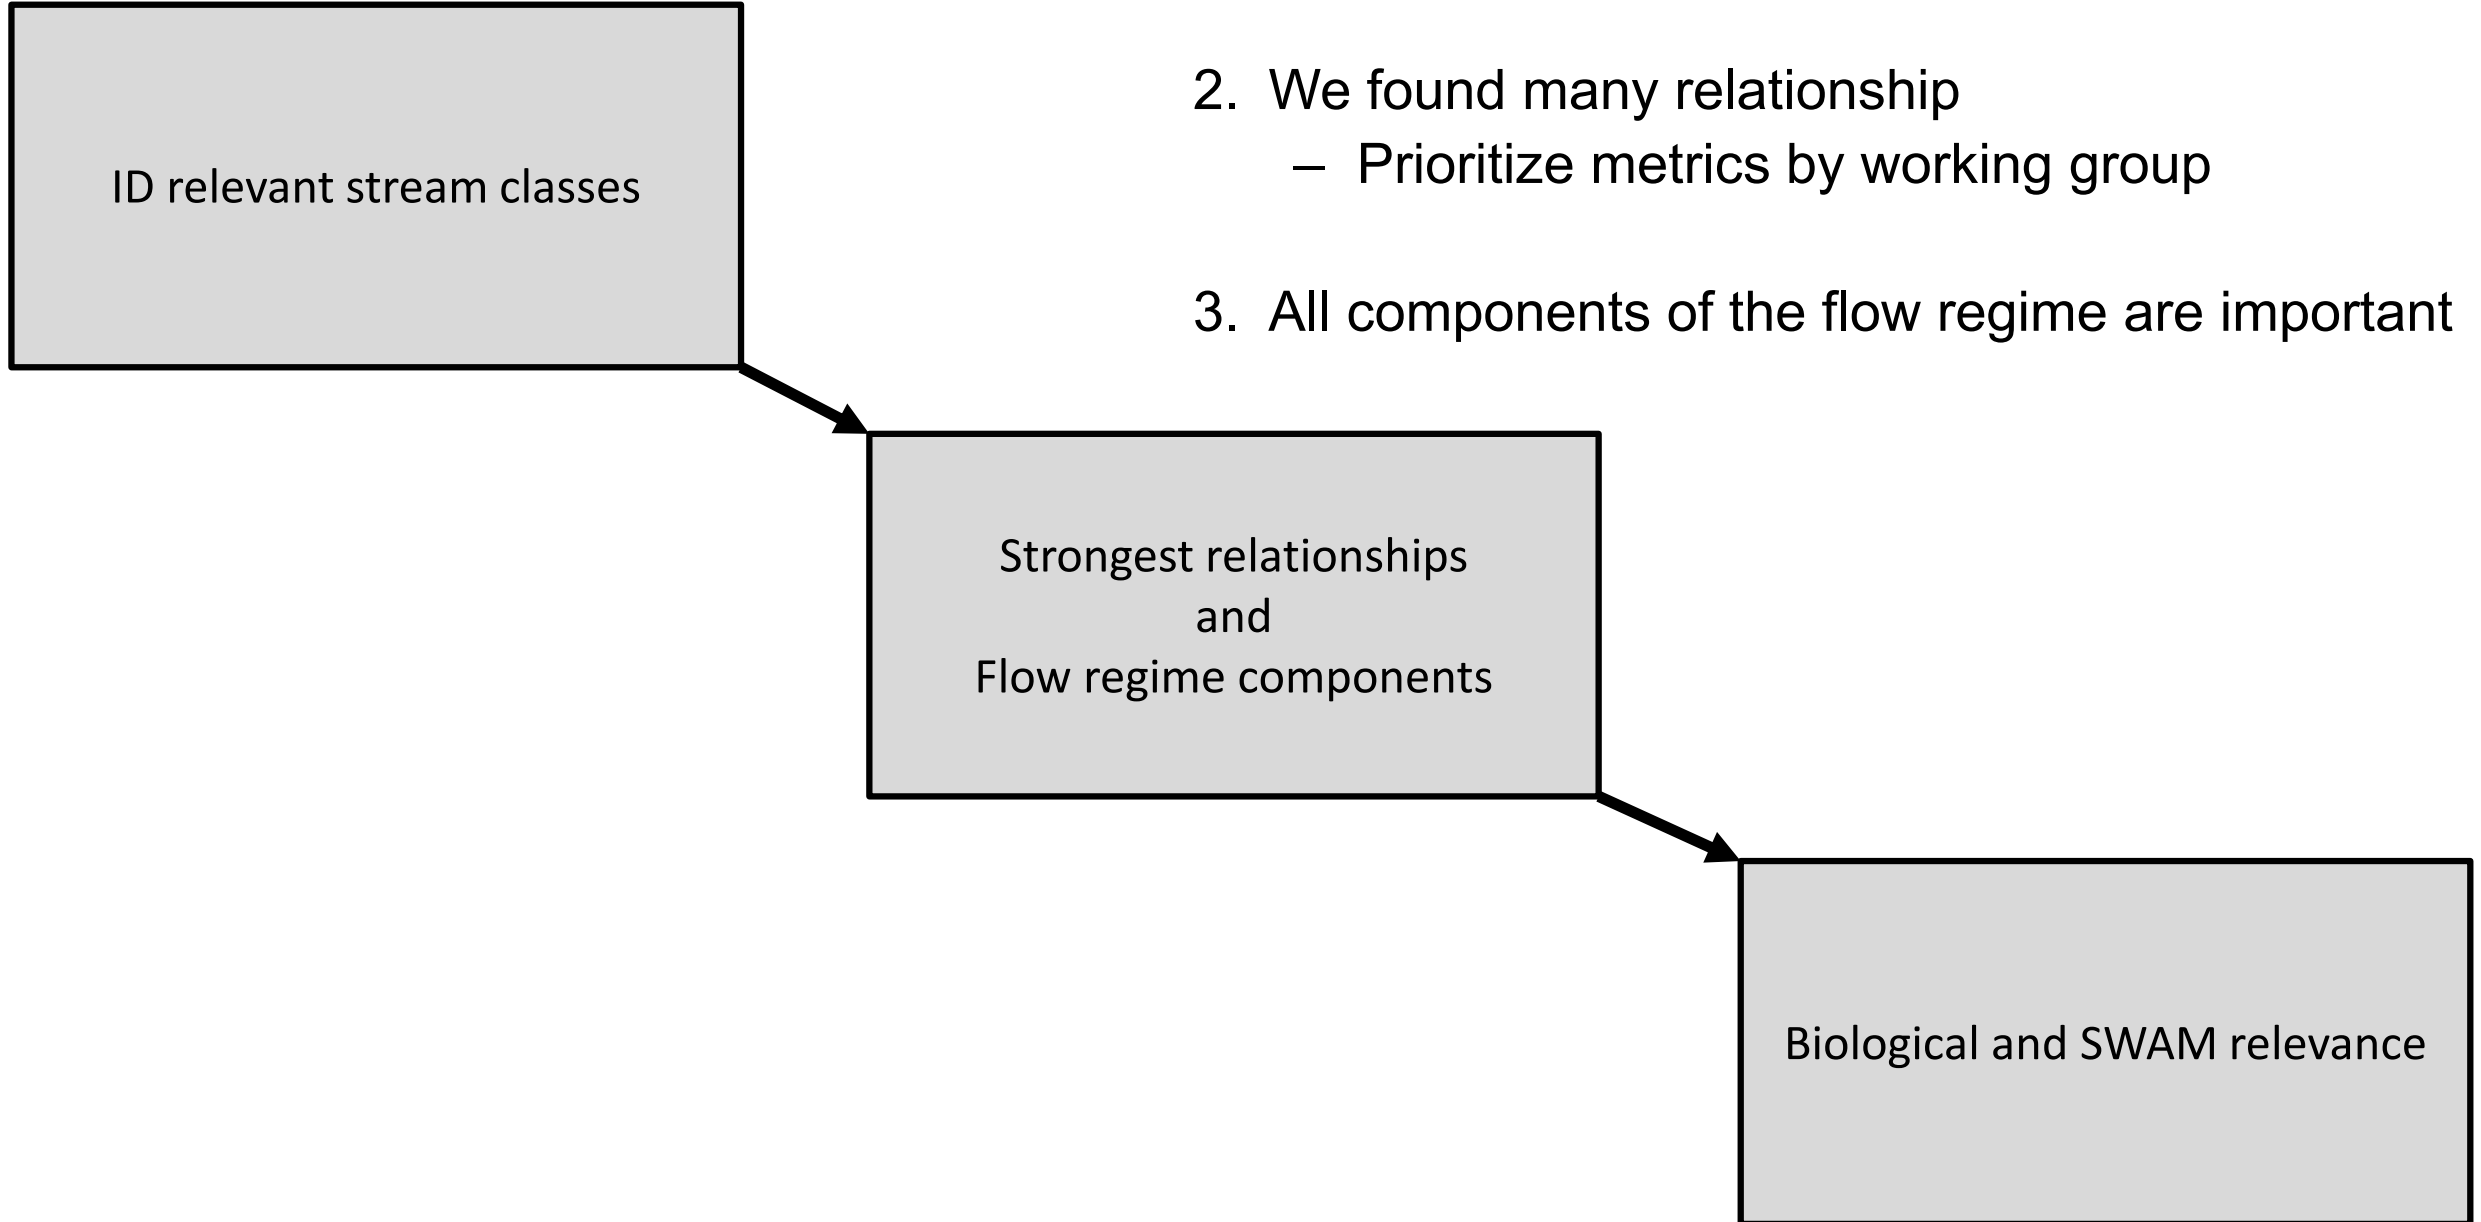 ID relevant stream classes
2. We found many relationship
– Prioritize metrics by working group
3. All components of the flow regime are important
Strongest relationships
and
Flow regime components
Biological and SWAM relevance